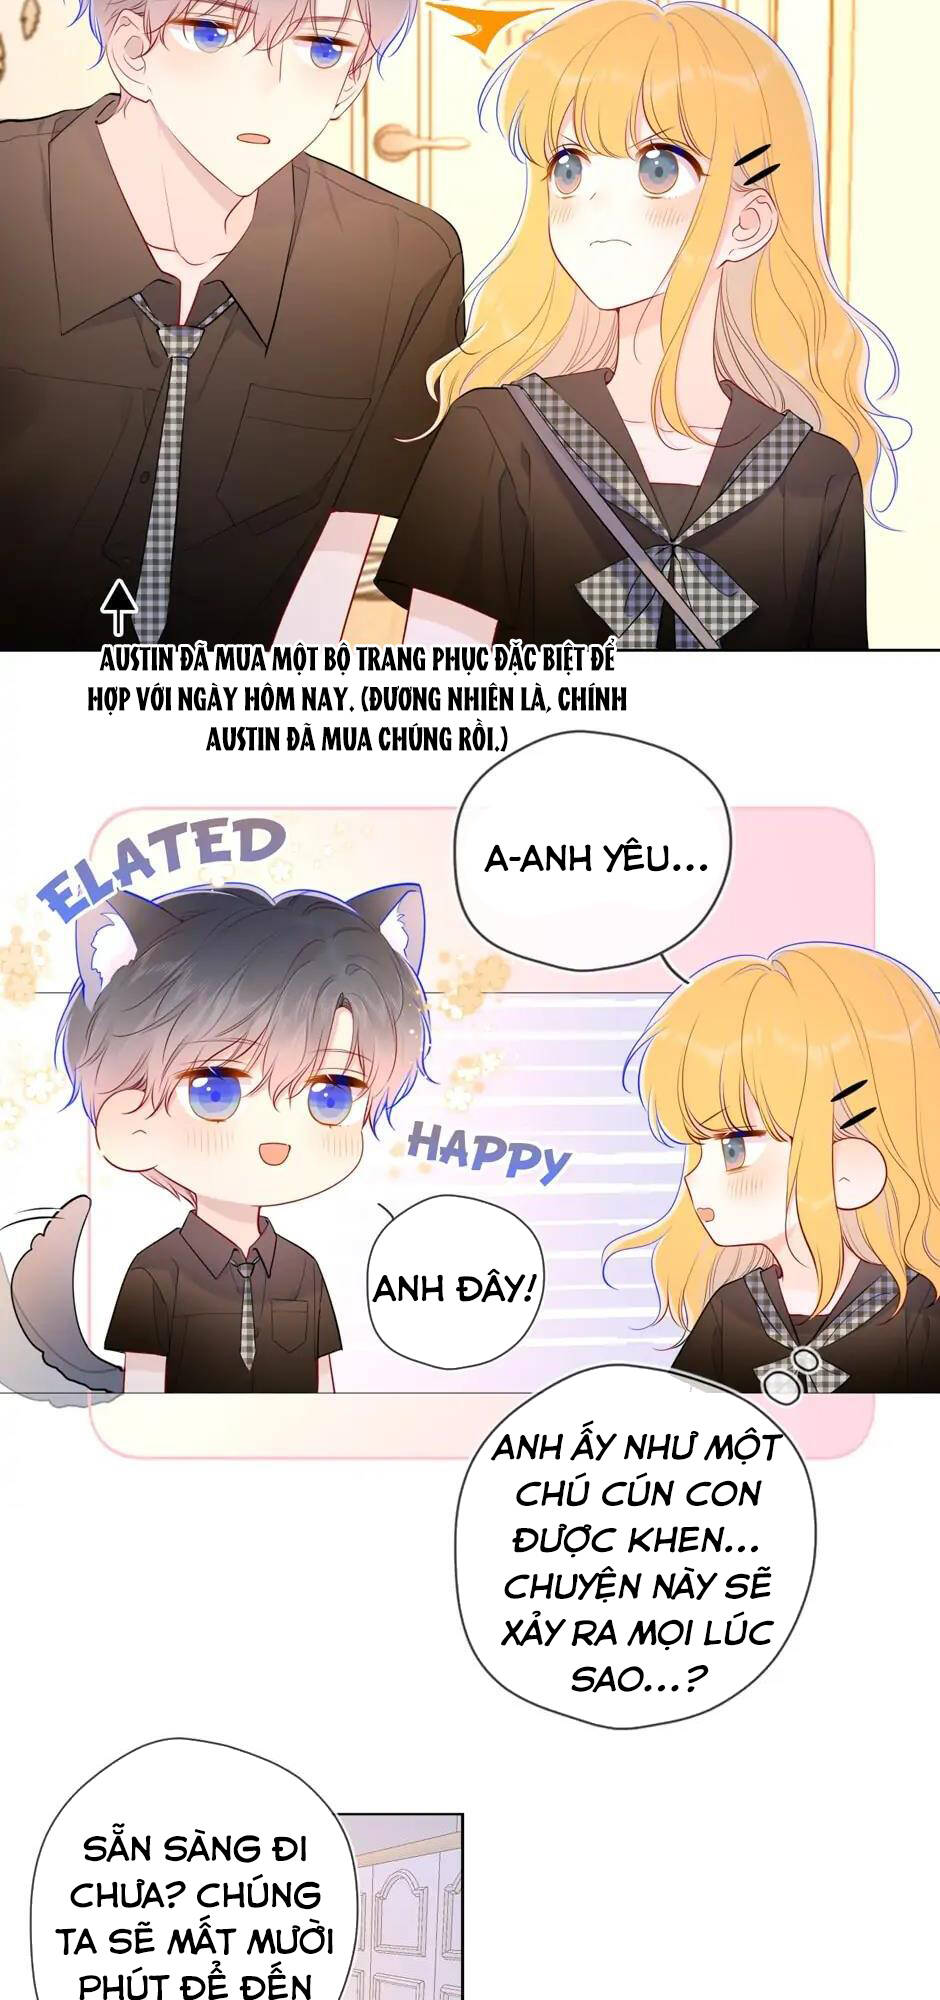 AUSTIN ĐÃ MUA MỘT BỘ TRANG PHỤC ĐẶC BIỆT ĐỂ
HỢP VỚI NGÀY HÔM NAY. (ĐƯƠNG NHIÊN LÀ, CHÍNH
AUSTIN ĐÃ MUA CHÚNG RỒI.)
A-ANH YÊU...
ELATED
HAPPY
ANH ĐÂY!
ANH ẤY NHƯ MỘT
CHÚ CÚN CON
ĐƯỢC KHEN...
CHUYỆN NÀY SẼ
XẢY RA MỌI LÚC
SAO...?
SẴN SÀNG ĐI
CHƯA? CHÚNG
TA SẼ MẤT MƯỜI
PHÚT ĐỂ ĐẾN